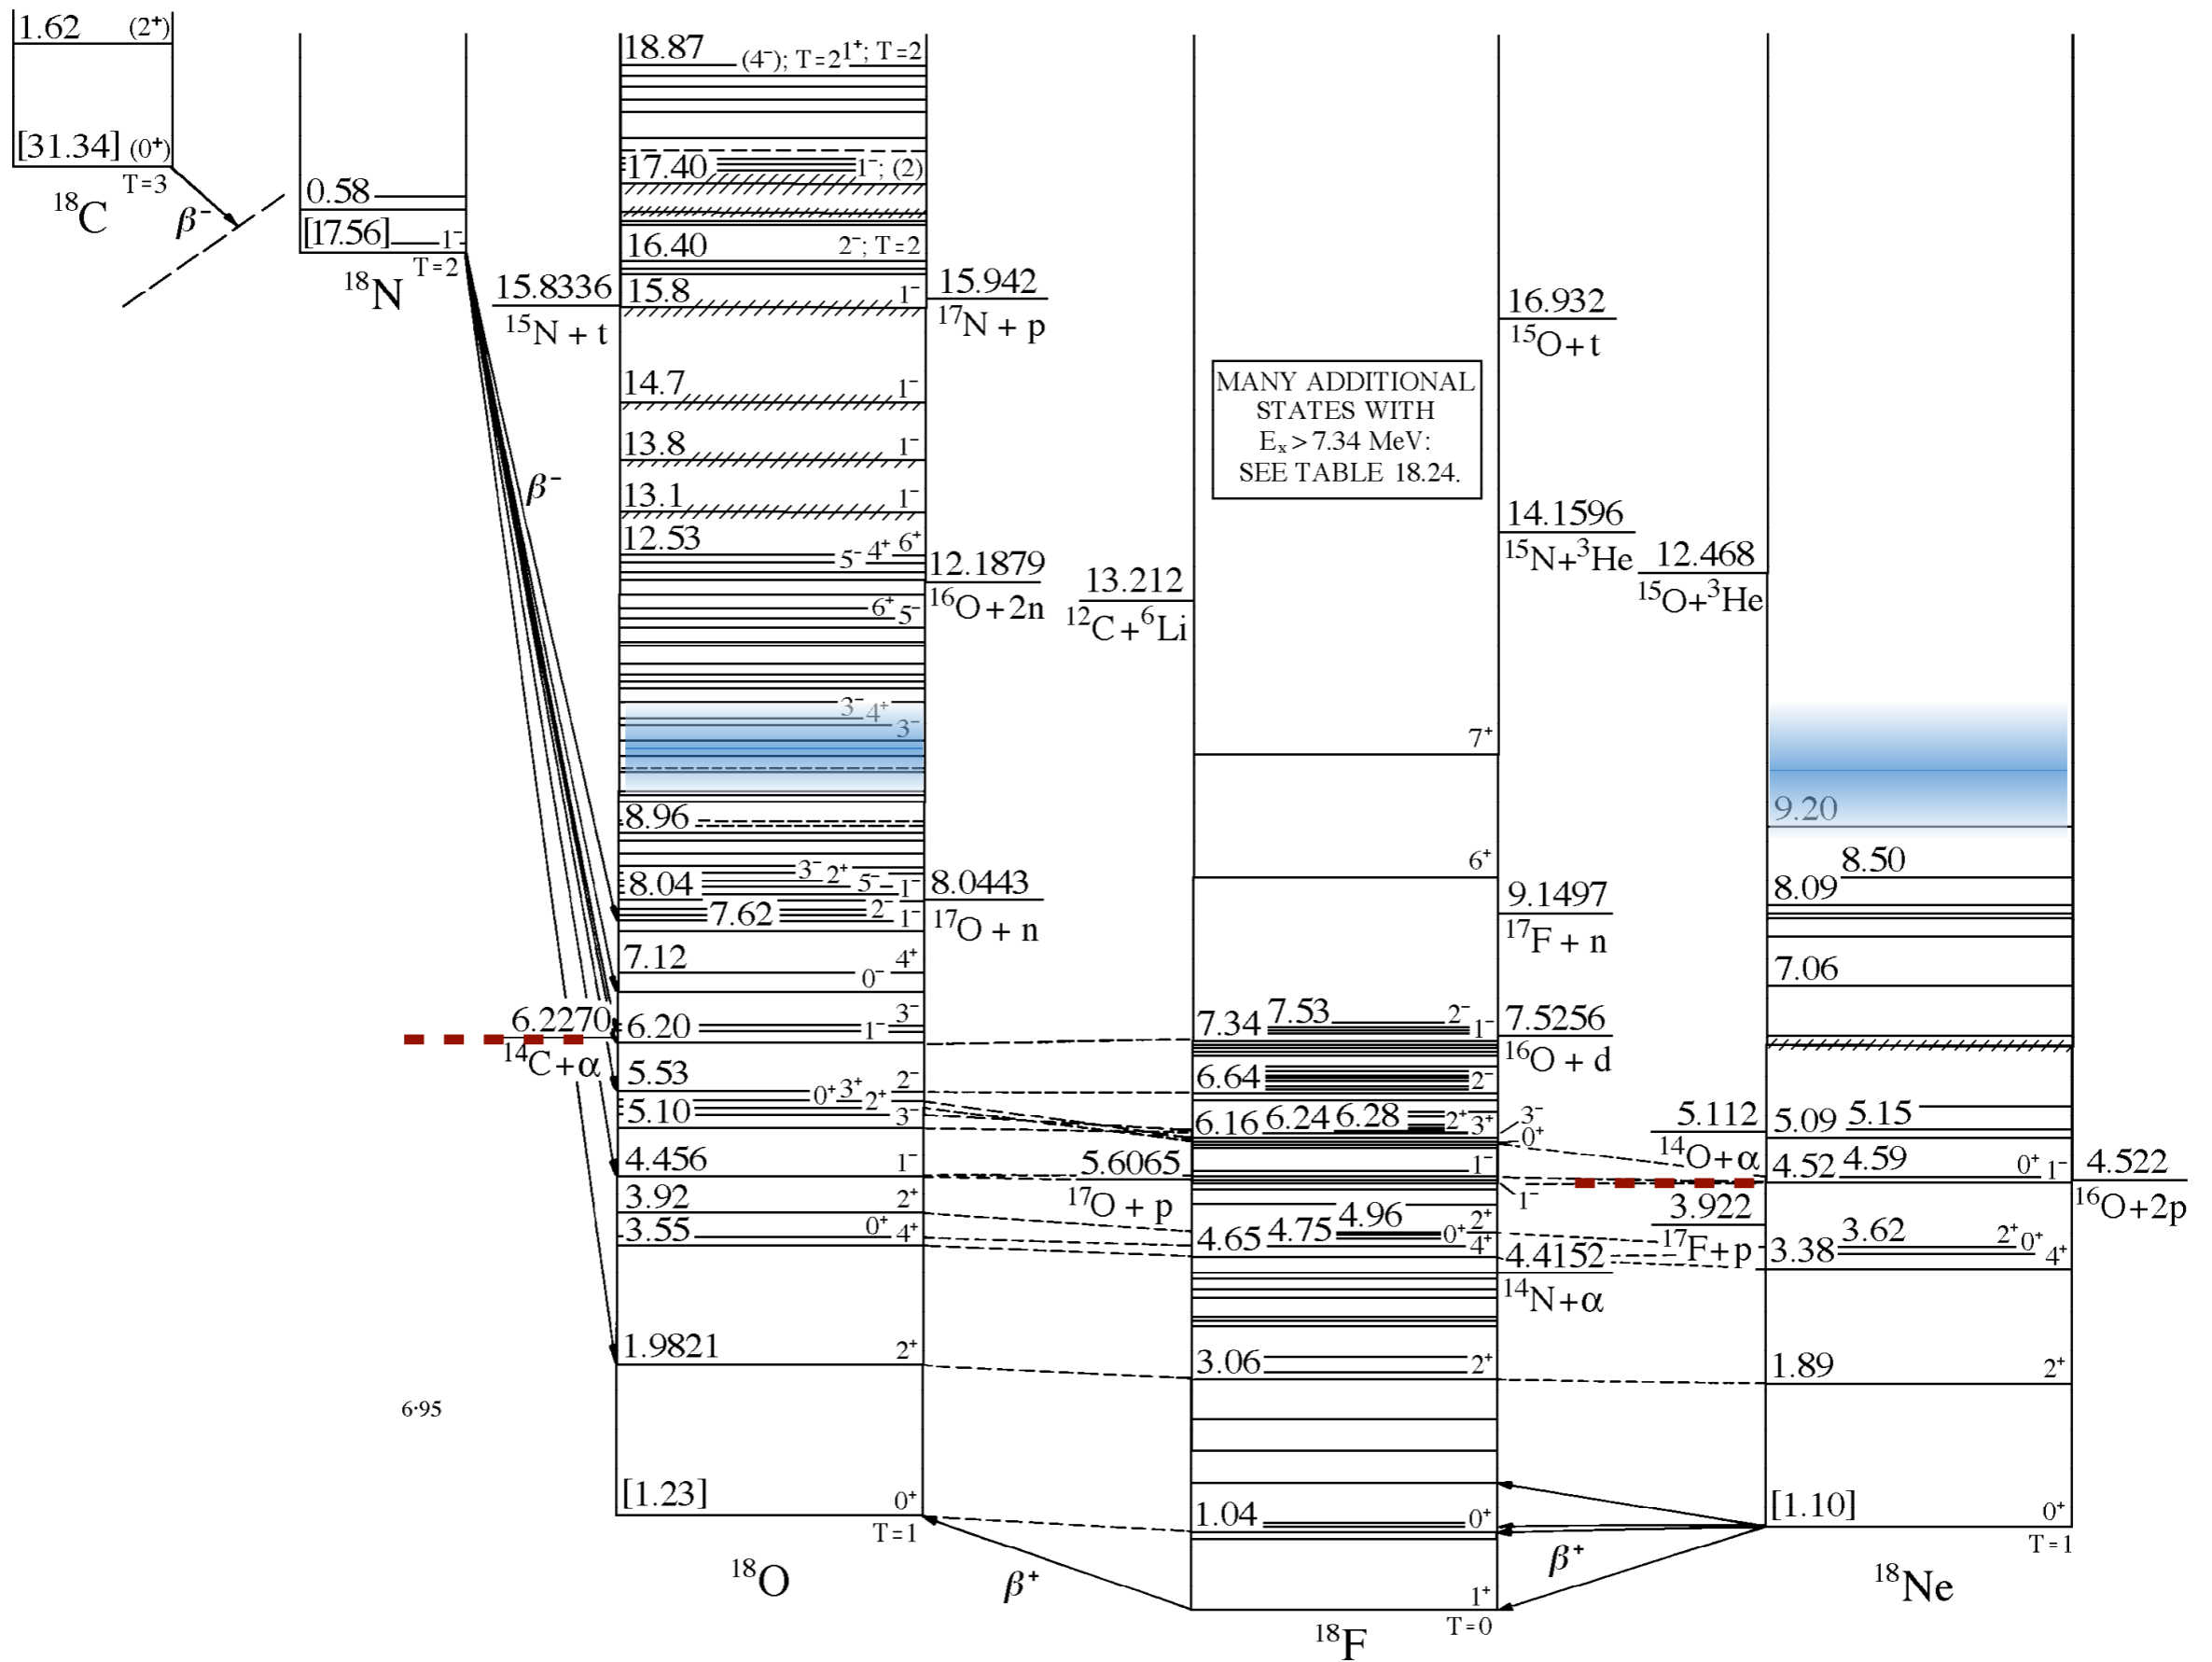 1.62 (2⁺)
[31.34] (0⁺)
T=3
¹⁸C
β⁻
0.58
[17.56] 1⁻
T=2
¹⁸N
β⁻
18.87 (4⁻); T=2 1⁺; T=2
17.40 1⁻; (2)
16.40 2⁻; T=2
15.8336
¹⁵N + t
15.8 1⁻
15.942
¹⁷N + p
14.7 1⁻
13.8 1⁻
13.1 1⁻
12.53 5⁻ 4⁺ 6⁺
12.1879
¹⁶O+2n
6⁺ 5⁻
3⁻ 4⁺
3⁻
8.96
3⁻ 2⁺
8.04 5⁻ 1⁻
8.0443
¹⁷O + n
7.62 2⁻
1⁻
7.12 4⁺
0⁻
6.2270
¹⁴C+α
3⁻
6.20 1⁻
5.53 2⁻
0⁺ 3⁺ 2⁺
5.10 3⁻
4.456 1⁻
3.92 2⁺
3.55 0⁺ 4⁺
1.9821 2⁺
[1.23] 0⁺
T=1
¹⁸O
6·95
β⁺
13.212
¹²C+⁶Li
MANY ADDITIONAL
STATES WITH
Eₓ>7.34 MeV:
SEE TABLE 18.24.
16.932
¹⁵O+t
14.1596
¹⁵N+³He
7⁺
6⁺
9.1497
¹⁷F + n
7.34 7.53 2⁻ 1⁻
7.5256
¹⁶O + d
6.64 2⁻
6.16 6.24 6.28 2⁺ 3⁺
3⁻
0⁺
5.6065
¹⁷O + p
1⁻
1⁻
4.65 4.75 4.96 2⁺
0⁺ 4⁺
4.4152
¹⁴N+α
3.06 2⁺
1.04 0⁺
1⁺
T=0
¹⁸F
β⁺
12.468
¹⁵O+³He
9.20
8.50
8.09
7.06
5.112
¹⁴O+α
5.09 5.15
4.52 4.59 0⁺ 1⁻
4.522
¹⁶O+2p
3.922
¹⁷F+p
3.38 3.62 2⁺ 0⁺ 4⁺
1.89 2⁺
[1.10] 0⁺
T=1
¹⁸Ne